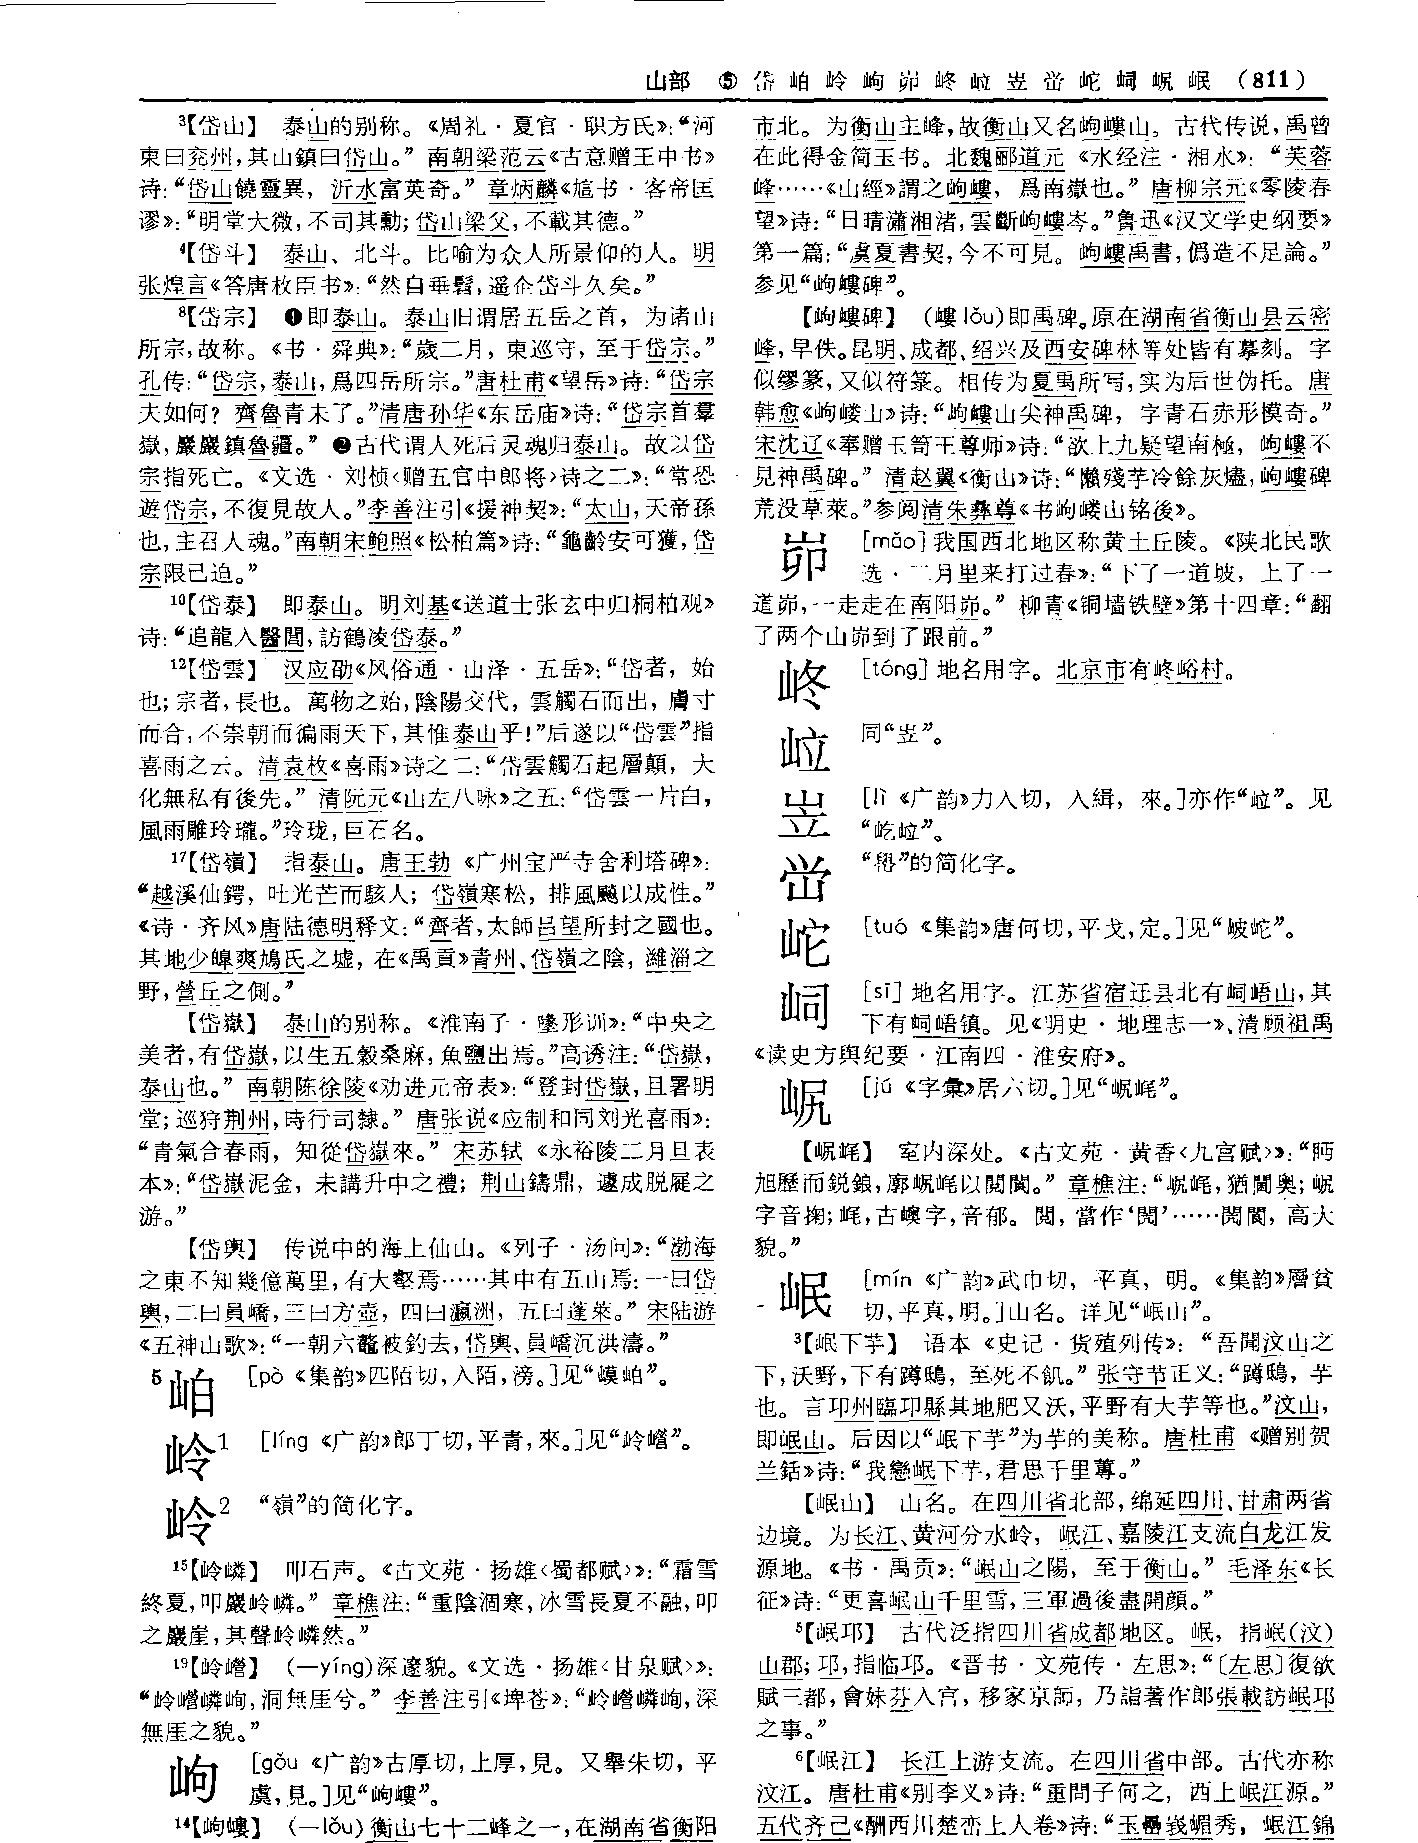 山部 ⑤ 岱岶岭岣峁峂岦岦峃岮峒岷岷 (811)
³【岱山】 泰山的别称。《周礼·夏官·职方氏》:“河
東曰兖州,其山鎮曰岱山。”南朝梁范云《古意赠王中书》
诗:“岱山饒靈異,沂水富英奇。”章炳麟《訄书·客帝匡
谬》:“明堂大微,不司其勳;岱山梁父,不載其德。”
⁴【岱斗】 泰山、北斗。比喻为众人所景仰的人。明
张煌言《答唐枚臣书》:“然自垂髫,遥企岱斗久矣。”
⁸【岱宗】 ❶即泰山。泰山旧谓居五岳之首,为诸山
所宗,故称。《书·舜典》:“歲二月,東巡守,至于岱宗。”
孔传:“岱宗,泰山,爲四岳所宗。”唐杜甫《望岳》诗:“岱宗
夫如何?齊魯青未了。”清唐孙华《东岳庙》诗:“岱宗首羣
嶽,巖巖鎮魯疆。”❷古代谓人死后灵魂归泰山。故以岱
宗指死亡。《文选·刘桢〈赠五官中郎将〉诗之二》:“常恐
遊岱宗,不復見故人。”李善注引《援神契》:“太山,天帝孫
也,主召人魂。”南朝宋鲍照《松柏篇》诗:“龜齡安可獲,岱
宗限已迫。”
¹⁰【岱泰】 即泰山。明刘基《送道士张玄中归桐柏观》
诗:“追龍入醫閭,訪鶴凌岱泰。”
¹²【岱雲】 汉应劭《风俗通·山泽·五岳》:“岱者,始
也;宗者,長也。萬物之始,陰陽交代,雲觸石而出,膚寸
而合,不崇朝而徧雨天下,其惟泰山乎!”后遂以“岱雲”指
喜雨之云。清袁枚《喜雨》诗之二:“岱雲觸石起層顛,大
化無私有後先。”清阮元《山左八咏》之五:“岱雲一片白,
風雨雕玲瓏。”玲珑,巨石名。
¹⁷【岱嶺】 指泰山。唐王勃《广州宝严寺舍利塔碑》:
“越溪仙鍔,吐光芒而駭人;岱嶺寒松,排風飈以成性。”
《诗·齐风》唐陆德明释文:“齊者,太師吕望所封之國也。
其地少皞爽鳩氏之墟,在《禹貢》青州、岱嶺之陰,濰淄之
野,營丘之側。”
【岱嶽】 泰山的别称。《淮南子·墬形训》:“中央之
美者,有岱嶽,以生五穀桑麻,魚鹽出焉。”高诱注:“岱嶽,
泰山也。”南朝陈徐陵《劝进元帝表》:“登封岱嶽,且署明
堂;巡狩荆州,時行司隸。”唐张说《应制和同刘光喜雨》:
“青氣合春雨,知從岱嶽來。”宋苏轼《永裕陵二月旦表
本》:“岱嶽泥金,未講升中之禮;荆山鑄鼎,遽成脱屣之
游。”
【岱輿】 传说中的海上仙山。《列子·汤问》:“渤海
之東不知幾億萬里,有大壑焉……其中有五山焉:一曰岱
輿,二曰員嶠,三曰方壺,四曰瀛洲,五曰蓬萊。”宋陆游
《五神山歌》:“一朝六鼇被釣去,岱輿、員嶠沉洪濤。”
5 岶 [pò《集韵》匹陌切,入陌,滂。]见“嗼岶”。
岭1 [líng《广韵》郎丁切,平青,來。]见“岭嶜”。
岭2 “嶺”的简化字。
¹⁵【岭嶙】 叩石声。《古文苑·扬雄〈蜀都赋〉》:“霜雪
終夏,叩巖岭嶙。”章樵注:“重陰涸寒,冰雪長夏不融,叩
之巖崖,其聲岭嶙然。”
¹⁹【岭巆】 (—yíng)深邃貌。《文选·扬雄〈甘泉赋〉》:
“岭巆嶙峋,洞無厓兮。”李善注引《埤苍》:“岭巆嶙峋,深
無厓之貌。”
岣 [gǒu《广韵》古厚切,上厚,見。又舉朱切,平
虞,見。]见“岣嶁”。
¹⁴【岣嶁】 (—lǒu)衡山七十二峰之一,在湖南省衡阳
市北。为衡山主峰,故衡山又名岣嶁山。古代传说,禹曾
在此得金简玉书。北魏郦道元《水经注·湘水》:“芙蓉
峰……《山經》謂之岣嶁,爲南嶽也。”唐柳宗元《零陵春
望》诗:“日晴瀟湘渚,雲斷岣嶁岑。”鲁迅《汉文学史纲要》
第一篇:“虞夏書契,今不可見。岣嶁禹書,僞造不足論。”
参见“岣嶁碑”。
【岣嶁碑】 (嶁lǒu)即禹碑。原在湖南省衡山县云密
峰,早佚。昆明、成都、绍兴及西安碑林等处皆有摹刻。字
似缪篆,又似符箓。相传为夏禹所写,实为后世伪托。唐
韩愈《岣嵝山》诗:“岣嶁山尖神禹碑,字青石赤形模奇。”
宋沈辽《奉赠玉笥王尊师》诗:“欲上九疑望南極,岣嶁不
見神禹碑。”清赵翼《衡山》诗:“懶殘芋冷餘灰燼,岣嶁碑
荒没草萊。”参阅清朱彝尊《书岣嵝山铭後》。
峁 [mǎo]我国西北地区称黄土丘陵。《陕北民歌
选·二月里来打过春》:“下了一道坡,上了一
道峁,一走走在南阳峁。”柳青《铜墙铁壁》第十四章:“翻
了两个山峁到了跟前。”
峂 [tóng]地名用字。北京市有峂峪村。
岦 同“岦”。
岦 [lì《广韵》力入切,入緝,來。]亦作“岦”。见
“屹岦”。
峃 “嶨”的简化字。
岮 [tuó《集韵》唐何切,平戈,定。]见“岥岮”。
峒 [sī]地名用字。江苏省宿迁县北有峒峿山,其
下有峒峿镇。见《明史·地理志一》、清顾祖禹
《读史方舆纪要·江南四·淮安府》。
[jú《字彙》居六切。]见
室内深处。《古文苑·黄香〈九宫赋〉》:
貌。”
岷 [mín《广韵》武巾切,平真,明。《集韵》眉貧
切,平真,明。]山名。详见“岷山”。
³【岷下芋】 语本《史记·货殖列传》:“吾聞汶山之
下,沃野,下有蹲鴟,至死不飢。”张守节正义:“蹲鴟,芋
也。言邛州臨邛縣其地肥又沃,平野有大芋等也。”汶山,
即岷山。后因以“岷下芋”为芋的美称。唐杜甫《赠别贺
兰銛》诗:“我戀岷下芋,君思千里蓴。”
【岷山】 山名。在四川省北部,绵延四川、甘肃两省
边境。为长江、黄河分水岭,岷江、嘉陵江支流白龙江发
源地。《书·禹贡》:“岷山之陽,至于衡山。”毛泽东《长
征》诗:“更喜岷山千里雪,三軍過後盡開顔。”
⁵【岷邛】 古代泛指四川省成都地区。岷,指岷(汶)
山郡;邛,指临邛。《晋书·文苑传·左思》:“〔左思〕復欲
賦三都,會妹芬入宫,移家京師,乃詣著作郎張載訪岷邛
之事。”
⁶【岷江】 长江上游支流。在四川省中部。古代亦称
汶江。唐杜甫《别李义》诗:“重問子何之,西上岷江源。”
五代齐己《酬西川楚峦上人卷》诗:“玉壘峩嵋秀,岷江錦